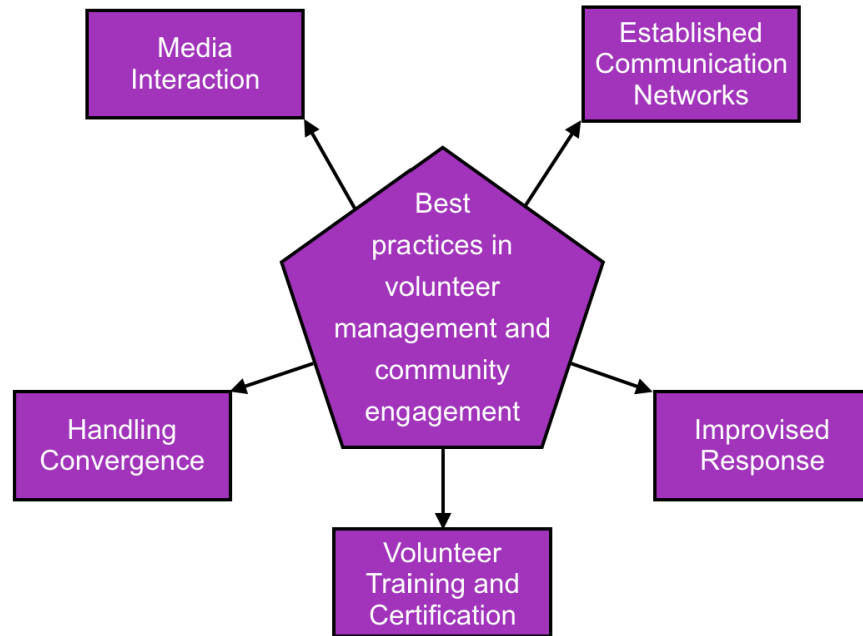 Media
Interaction
Established
Communication
Networks
Best
practices in
volunteer
management and
community
engagement
Handling
Convergence
Improvised
Response
Volunteer
Training and
Certification